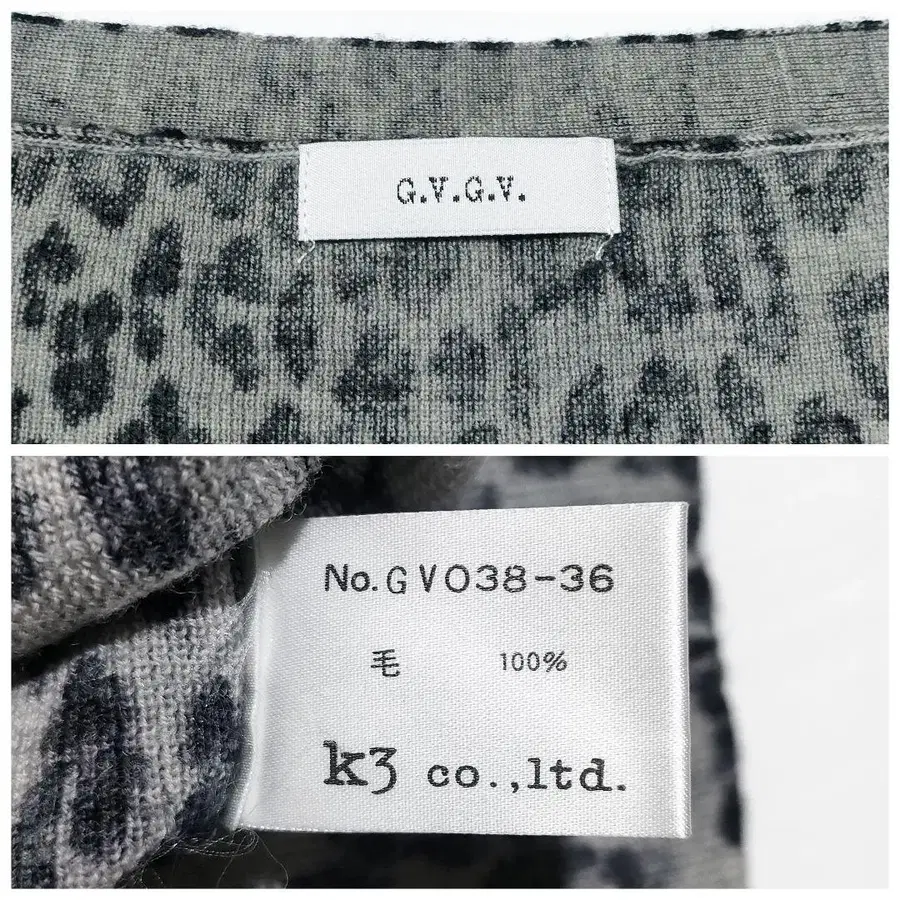 G.V.G.V.
No.GV038-36
毛 100%
k3 co.,ltd.